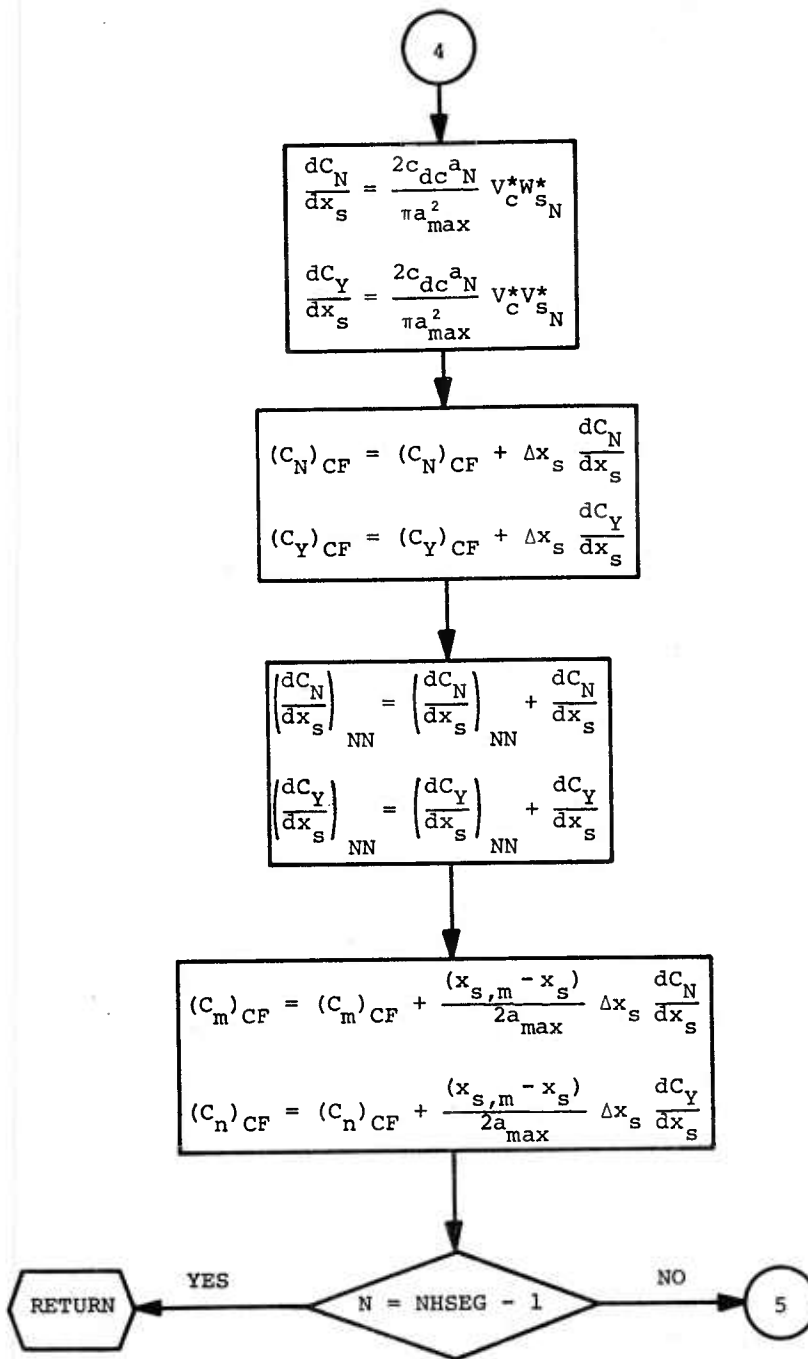 4
dC_N/dx_s = 2c_dc a_N/πa²_max V*_c W*_s_N
dC_Y/dx_s = 2c_dc a_N/πa²_max V*_c V*_s_N
(C_N)_CF = (C_N)_CF + Δx_s dC_N/dx_s
(C_Y)_CF = (C_Y)_CF + Δx_s dC_Y/dx_s
(dC_N/dx_s)_NN = (dC_N/dx_s)_NN + dC_N/dx_s
(dC_Y/dx_s)_NN = (dC_Y/dx_s)_NN + dC_Y/dx_s
(C_m)_CF = (C_m)_CF + (x_s,m - x_s)/2a_max Δx_s dC_N/dx_s
(C_n)_CF = (C_n)_CF + (x_s,m - x_s)/2a_max Δx_s dC_Y/dx_s
YES
NO
RETURN
N = NHSEG - 1
5